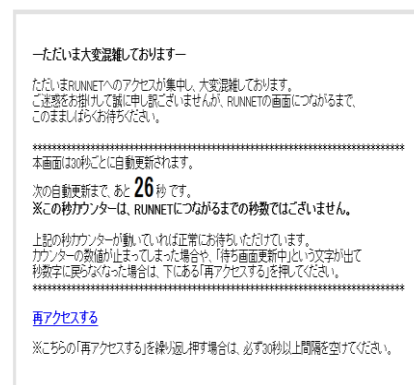 ―ただいま大変混雑しております―
ただいまRUNNETへのアクセスが集中し、大変混雑しております。
ご迷惑をお掛けして誠に申し訳ございませんが、RUNNETの画面につながるまで、
このまましばらくお待ちください。
********************************************************************************
本画面は30秒ごとに自動更新されます。
次の自動更新まで、あと 26 秒 です。
※この秒カウンターは、RUNNETにつながるまでの秒数ではございません。
上記の秒カウンターが動いていれば正常にお待ちいただけています。
カウンターの数値が止まってしまった場合や、「待ち画面更新中」という文字が出て
秒数字に戻らなくなった場合は、下にある「再アクセスする」を押してください。
********************************************************************************
再アクセスする
※こちらの「再アクセスする」を繰り返し押す場合は、必ず30秒以上間隔を空けてください。